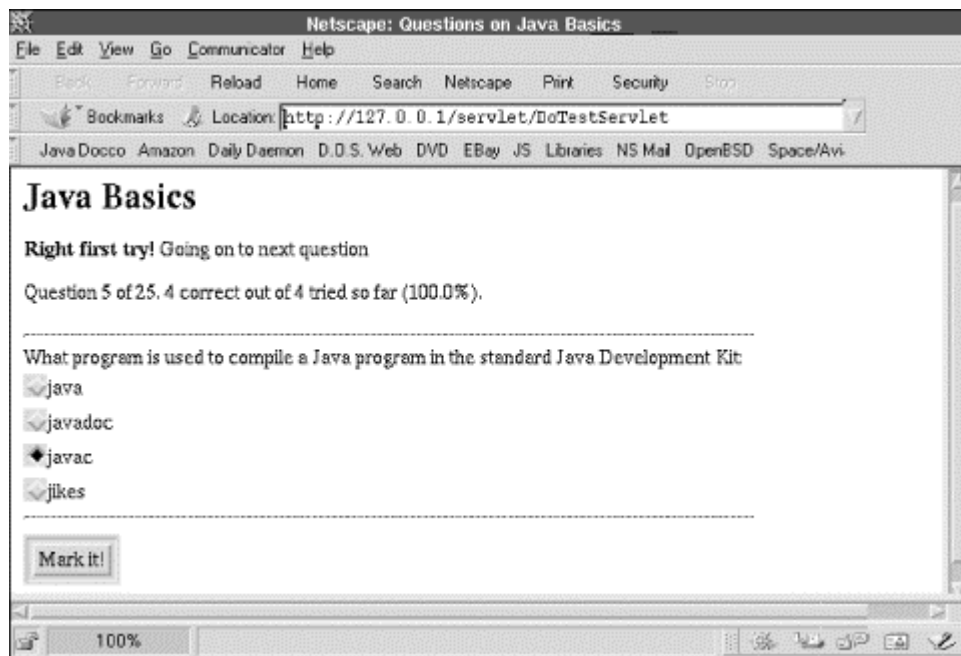 Netscape: Questions on Java Basics
File Edit View Go Communicator Help
Back Forward Reload Home Search Netscape Print Security Stop
Bookmarks Location: http://127.0.0.1/servlet/DoTestServlet
Java Docco Amazon Daily Daemon D.D.S. Web DVD EBay JS Libraries NS Mail OpenBSD Space/Avi
Java Basics
Right first try! Going on to next question
Question 5 of 25. 4 correct out of 4 tried so far (100.0%).
What program is used to compile a Java program in the standard Java Development Kit:
java
javadoc
javac
jikes
Mark it!
100%